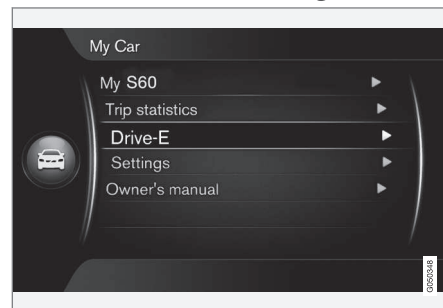 My Car
My S60
Trip statistics
Drive-E
Settings
Owner's manual
G050348